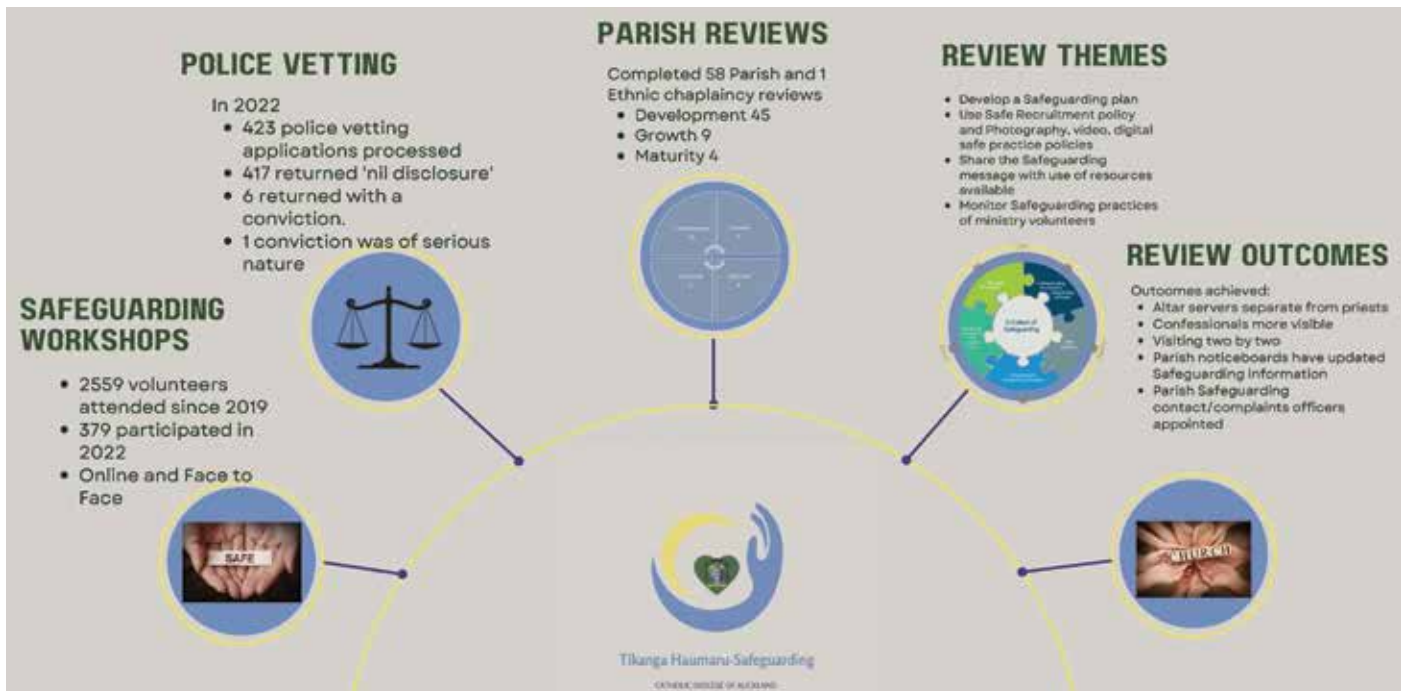 SAFEGUARDING
WORKSHOPS
• 2559 volunteers
attended since 2019
• 379 participated in
2022
• Online and Face to
Face
SAFE
POLICE VETTING
In 2022
• 423 police vetting
applications processed
• 417 returned 'nil disclosure'
• 6 returned with a
conviction.
• 1 conviction was of serious
nature
PARISH REVIEWS
Completed 58 Parish and 1
Ethnic chaplaincy reviews
• Development 45
• Growth 9
• Maturity 4
REVIEW THEMES
• Develop a Safeguarding plan
• Use Safe Recruitment policy
and Photography, video, digital
safe practice policies
• Share the Safeguarding
message with use of resources
available
• Monitor Safeguarding practices
of ministry volunteers
REVIEW OUTCOMES
Outcomes achieved:
• Altar servers separate from priests
• Confessionals more visible
• Visiting two by two
• Parish noticeboards have updated
Safeguarding Information
• Parish Safeguarding
contact/complaints officers
appointed
CHURCH
Tikanga Haumaru-Safeguarding
CATHOLIC DIOCESE OF AUCKLAND